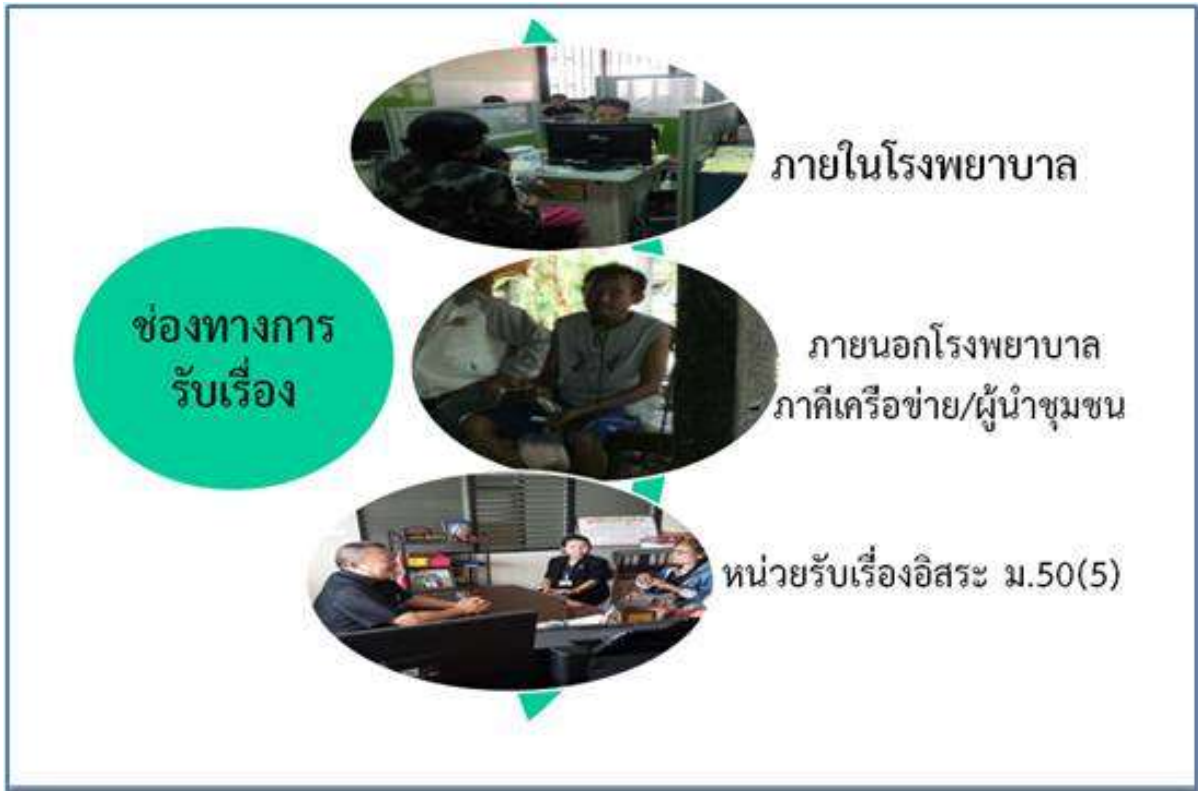 ภายในโรงพยาบาล
ช่องทางการ
รับเรื่อง
ภายนอกโรงพยาบาล
ภาคีเครือข่าย/ผู้นำชุมชน
หน่วยรับเรื่องอิสระ ม.50(5)